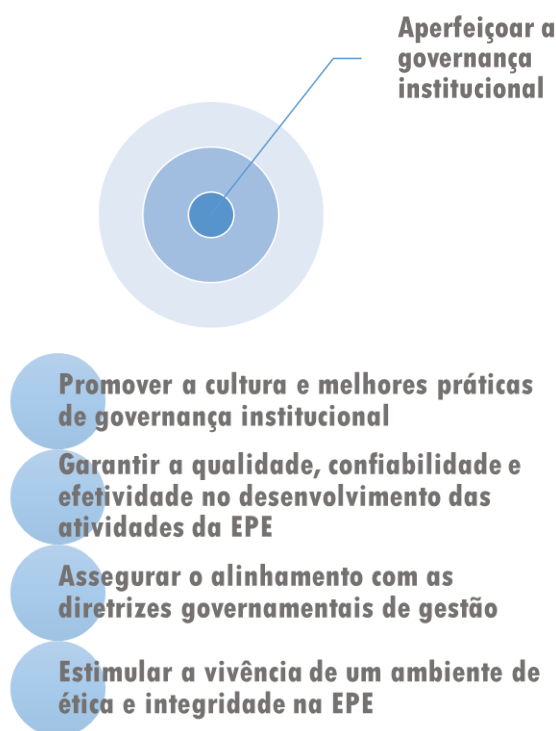 Aperfeiçoar a
governança
institucional
Promover a cultura e melhores práticas
de governança institucional
Garantir a qualidade, confiabilidade e
efetividade no desenvolvimento das
atividades da EPE
Assegurar o alinhamento com as
diretrizes governamentais de gestão
Estimular a vivência de um ambiente de
ética e integridade na EPE